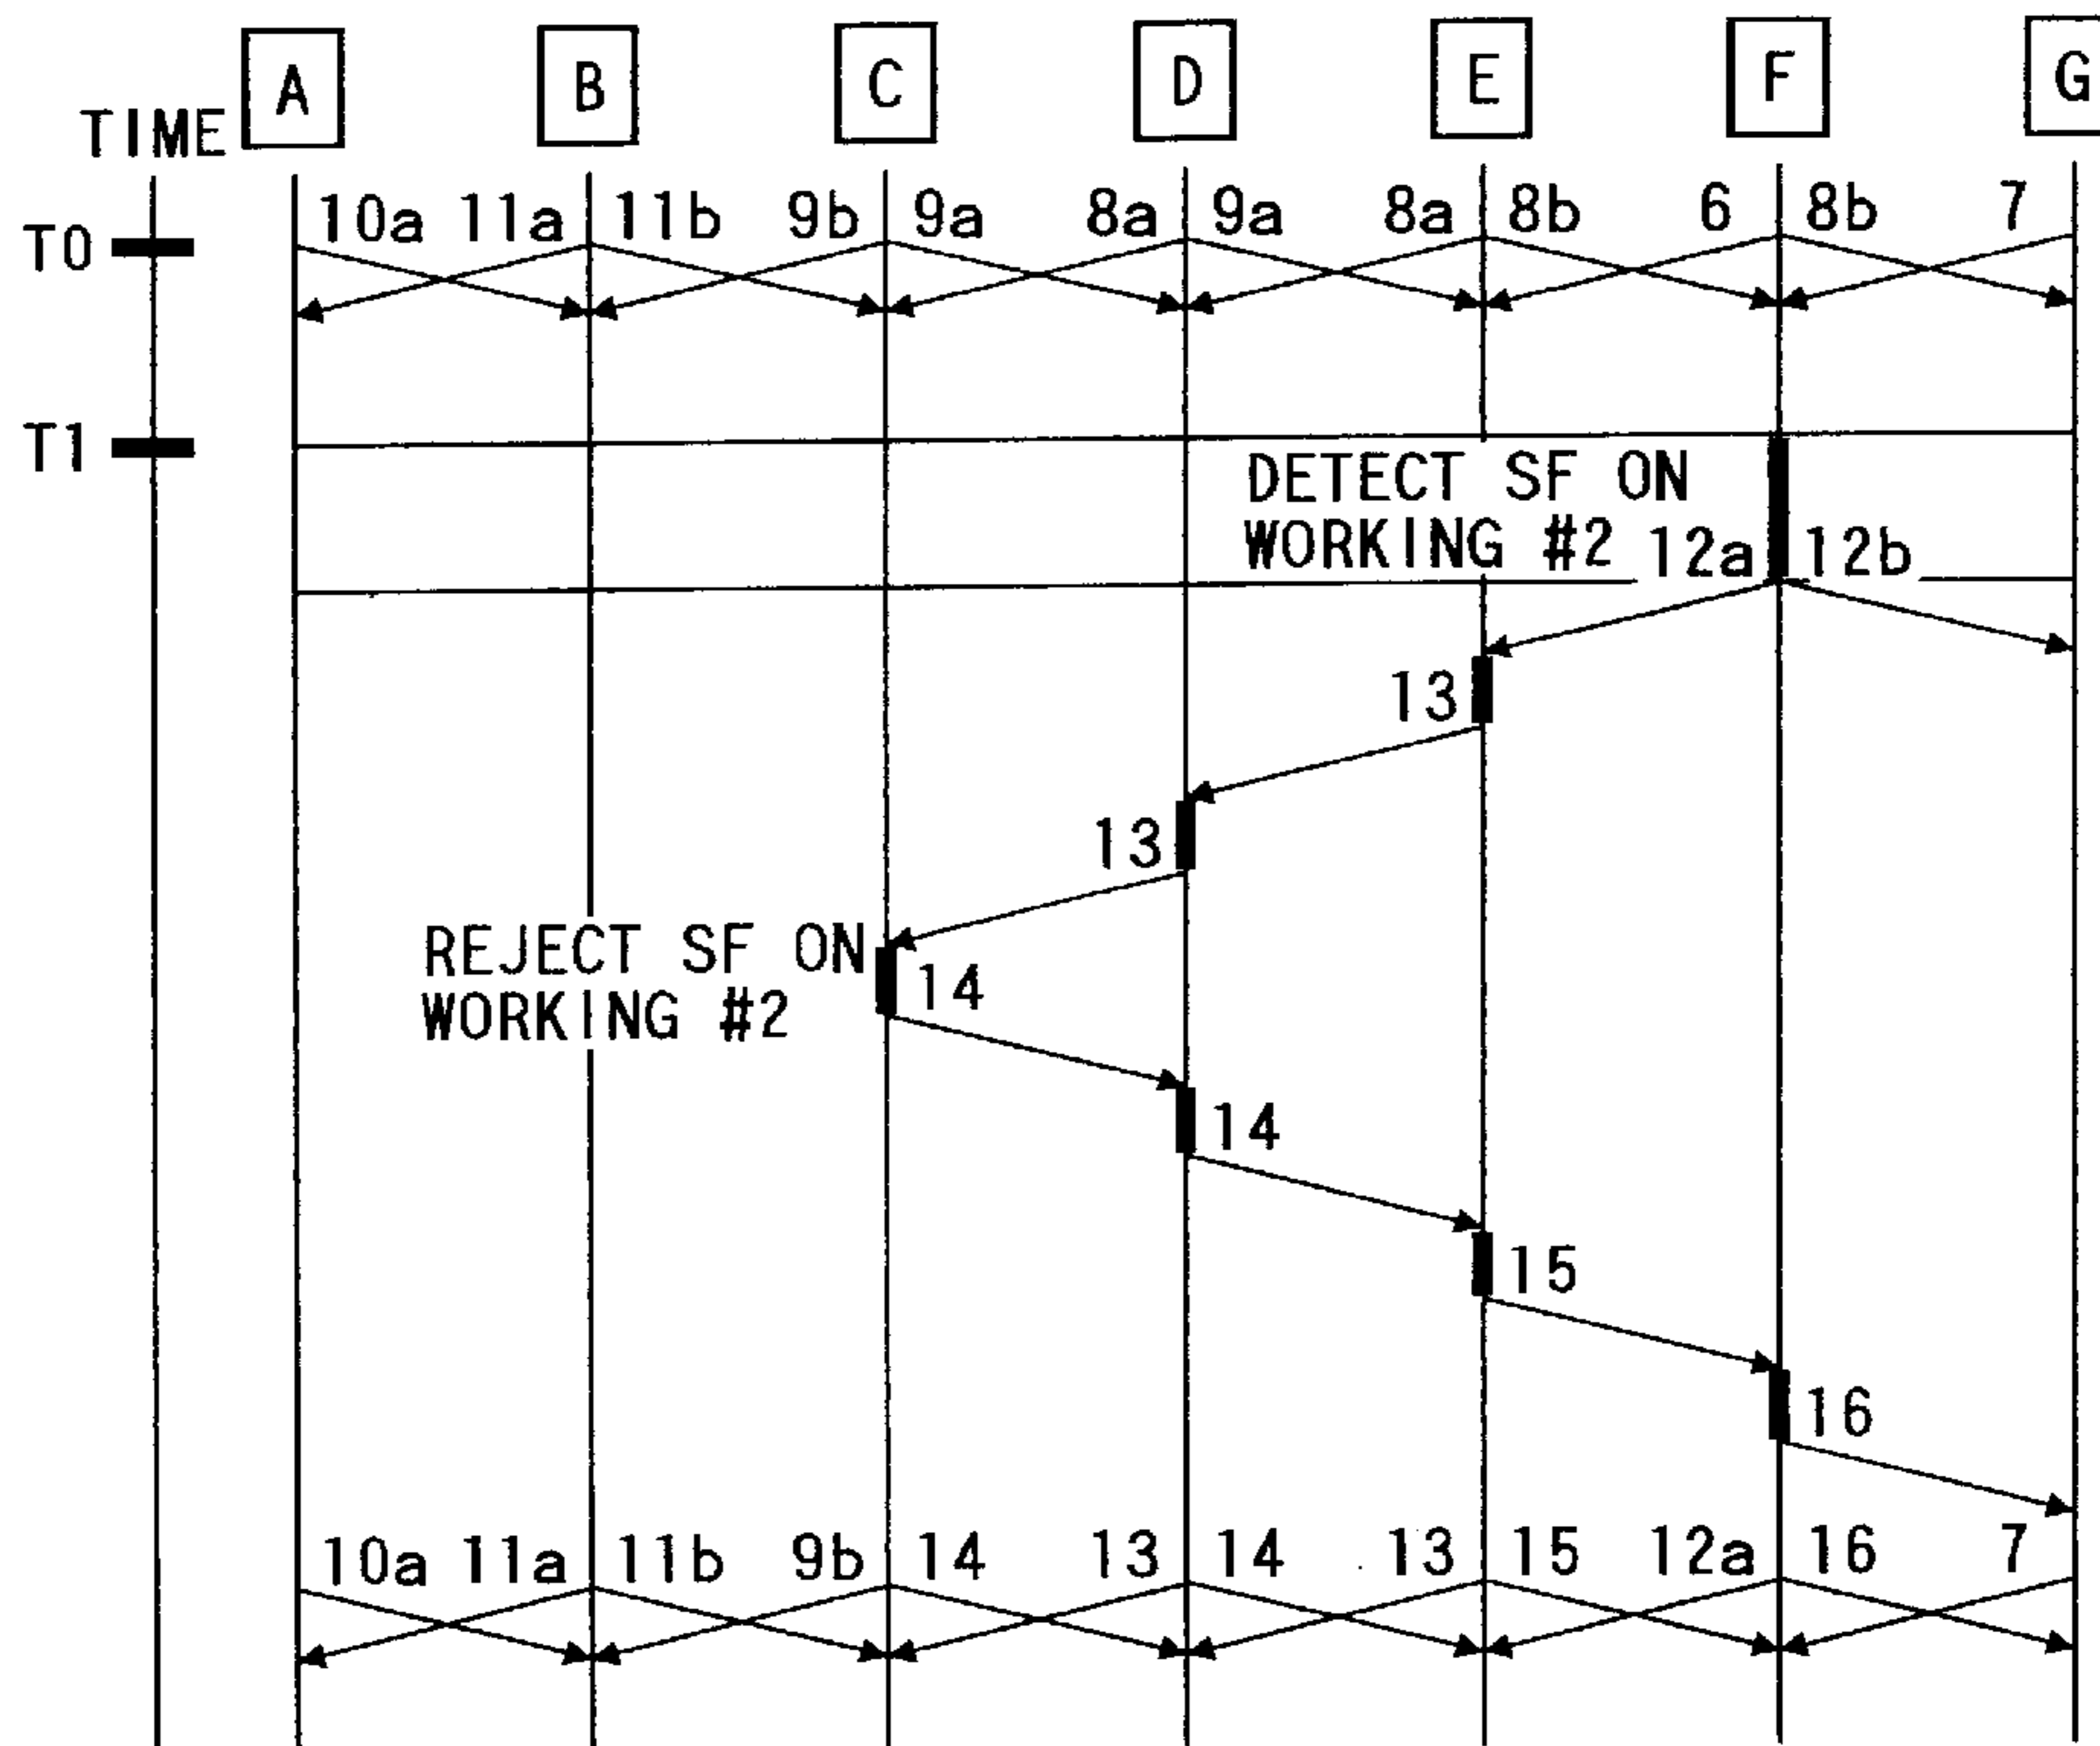 A B C D E F G
TIME
T0 10a 11a 11b 9b 9a 8a 9a 8a 8b 6 8b 7
T1
DETECT SF ON
WORKING #2 12a 12b
13
13
REJECT SF ON
WORKING #2
14
14
15
16
10a 11a 11b 9b 14 13 14 13 15 12a 16 7